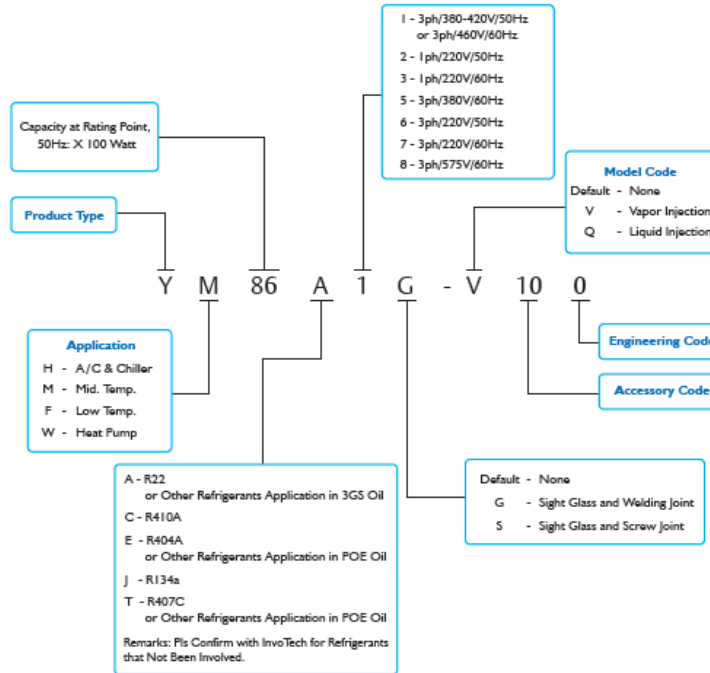 1 - 3ph/380-420V/50Hz
or 3ph/460V/60Hz
2 - 1ph/220V/50Hz
3 - 1ph/220V/60Hz
5 - 3ph/380V/60Hz
6 - 3ph/220V/50Hz
7 - 3ph/220V/60Hz
8 - 3ph/575V/60Hz
Capacity at Rating Point,
50Hz: X 100 Watt
Product Type
Model Code
Default - None
V - Vapor Injection
Q - Liquid Injection
Y M 86 A 1 G - V 10 0
Application
H - A/C & Chiller
M - Mid. Temp.
F - Low Temp.
W - Heat Pump
Engineering Code
Accessory Code
A - R22
or Other Refrigerants Application in 3GS Oil
C - R410A
E - R404A
or Other Refrigerants Application in POE Oil
J - R134a
T - R407C
or Other Refrigerants Application in POE Oil
Remarks: Pls Confirm with InvoTech for Refrigerants
that Not Been Involved.
Default - None
G - Sight Glass and Welding Joint
S - Sight Glass and Screw Joint